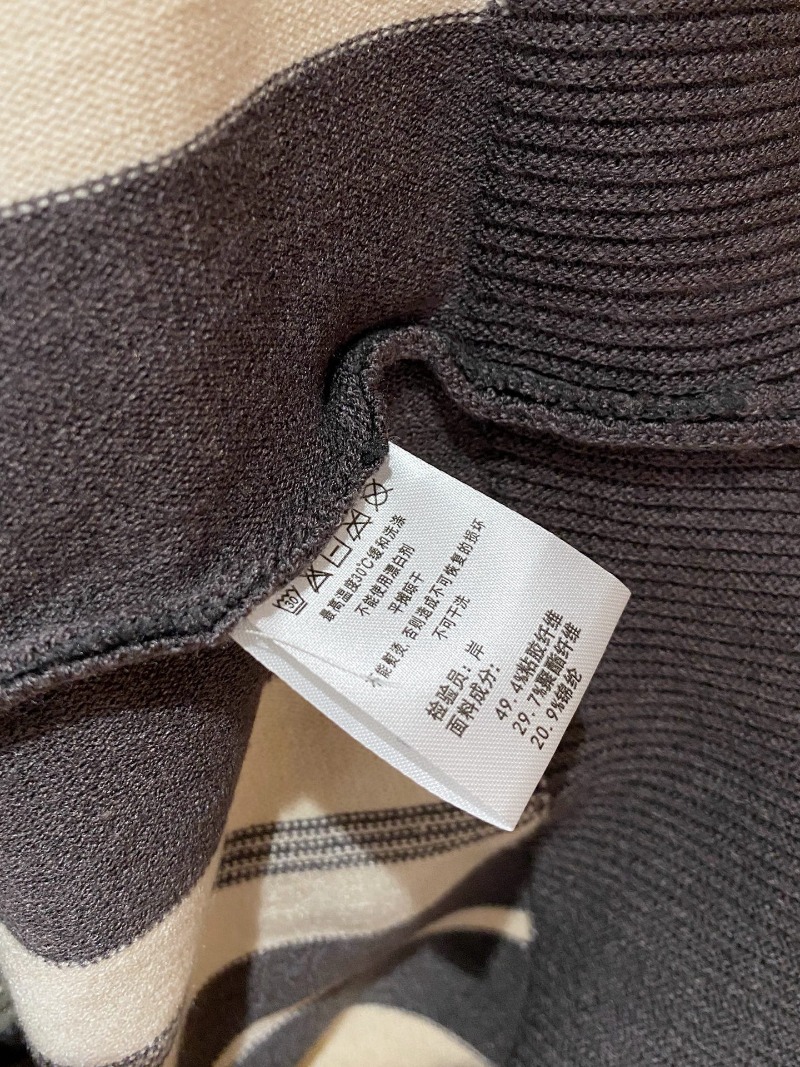 30
最高温度30℃缓和洗涤
不能使用漂白剂
平摊晾干
不能熨烫，否则造成不可恢复的损坏
不可干洗
检验员：岸
面料成分：
49.4%粘胶纤维
29.7%聚酯纤维
20.9%锦纶